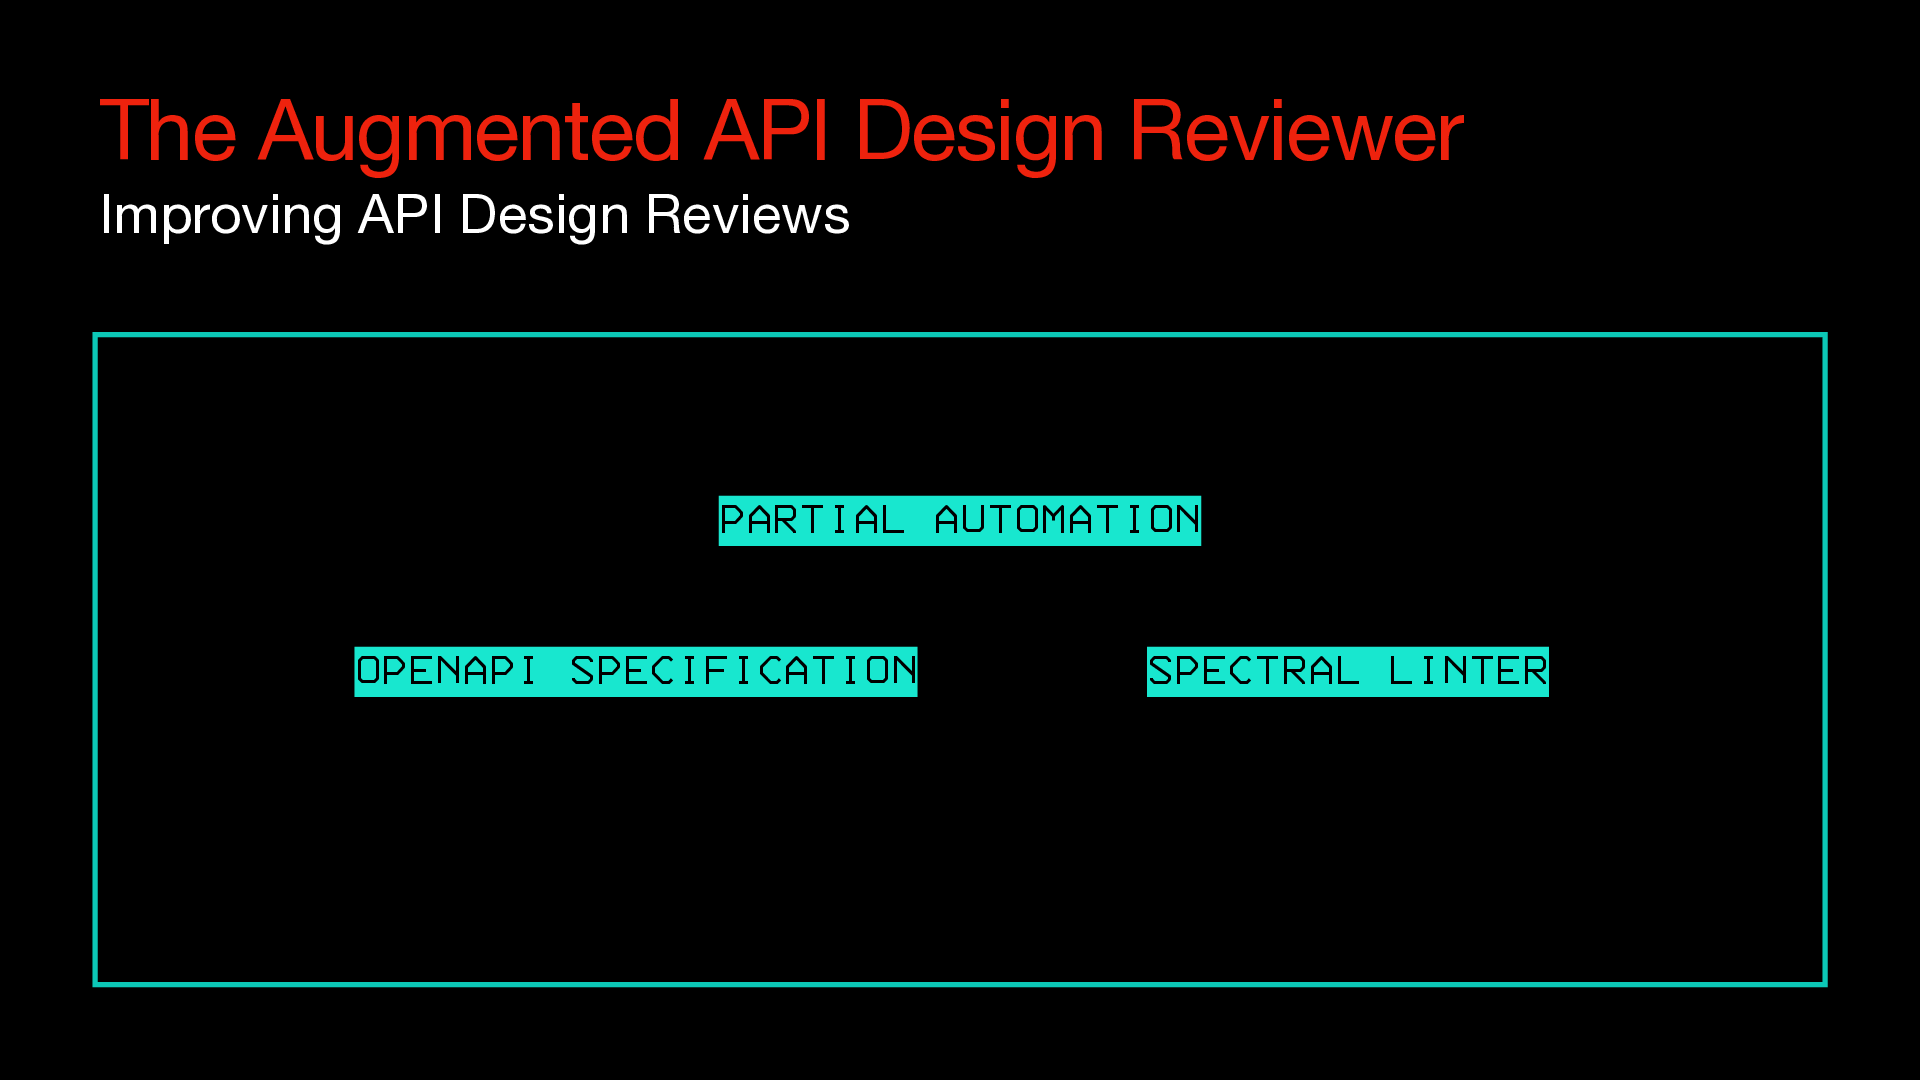 The Augmented API Design Reviewer
Improving API Design Reviews
PARTIAL AUTOMATION
OPENAPI SPECIFICATION
SPECTRAL LINTER